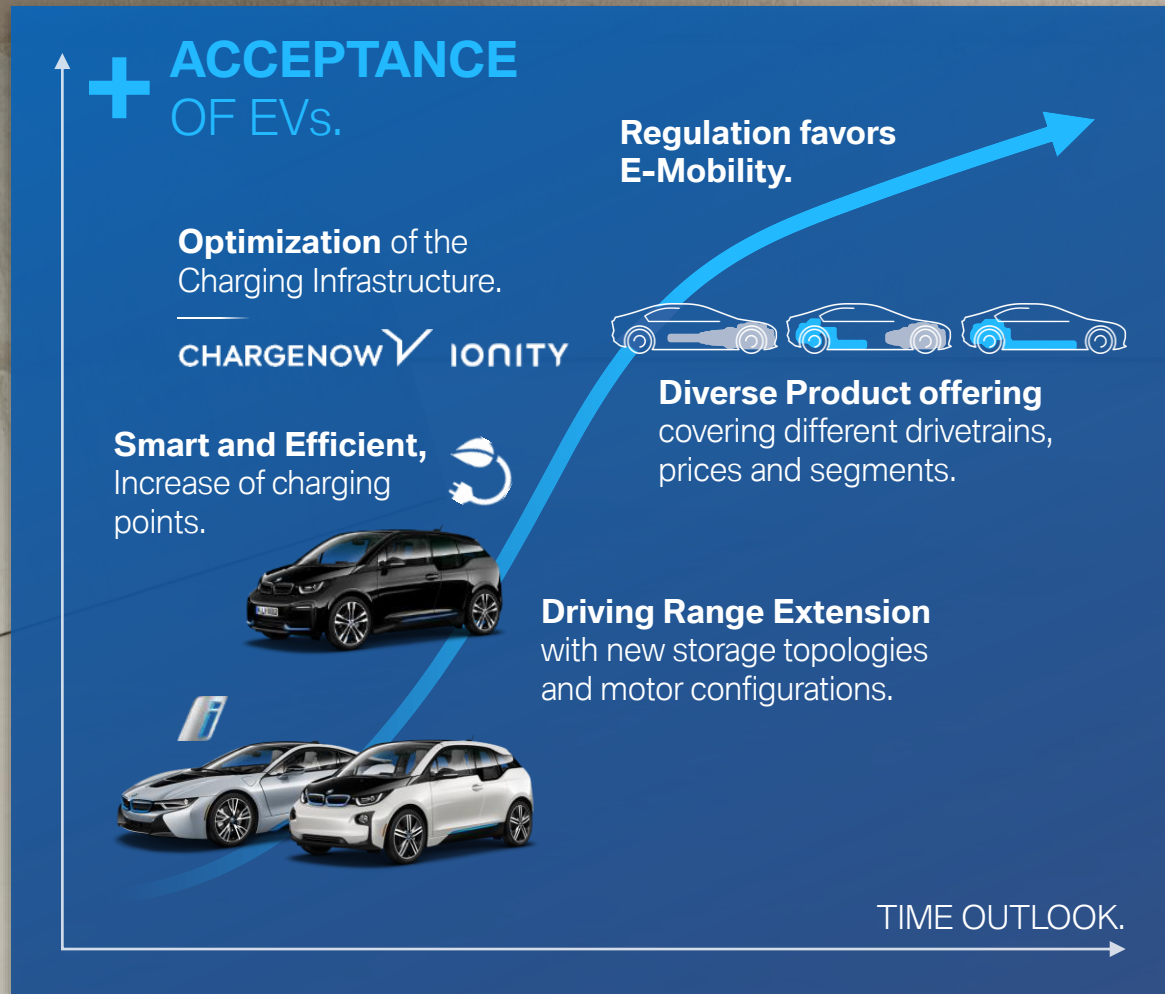 ACCEPTANCE
OF EVs.
Regulation favors
E-Mobility.
Optimization of the
Charging Infrastructure.
CHARGENOW IONITY
Diverse Product offering
covering different drivetrains,
prices and segments.
Smart and Efficient,
Increase of charging
points.
Driving Range Extension
with new storage topologies
and motor configurations.
i
TIME OUTLOOK.